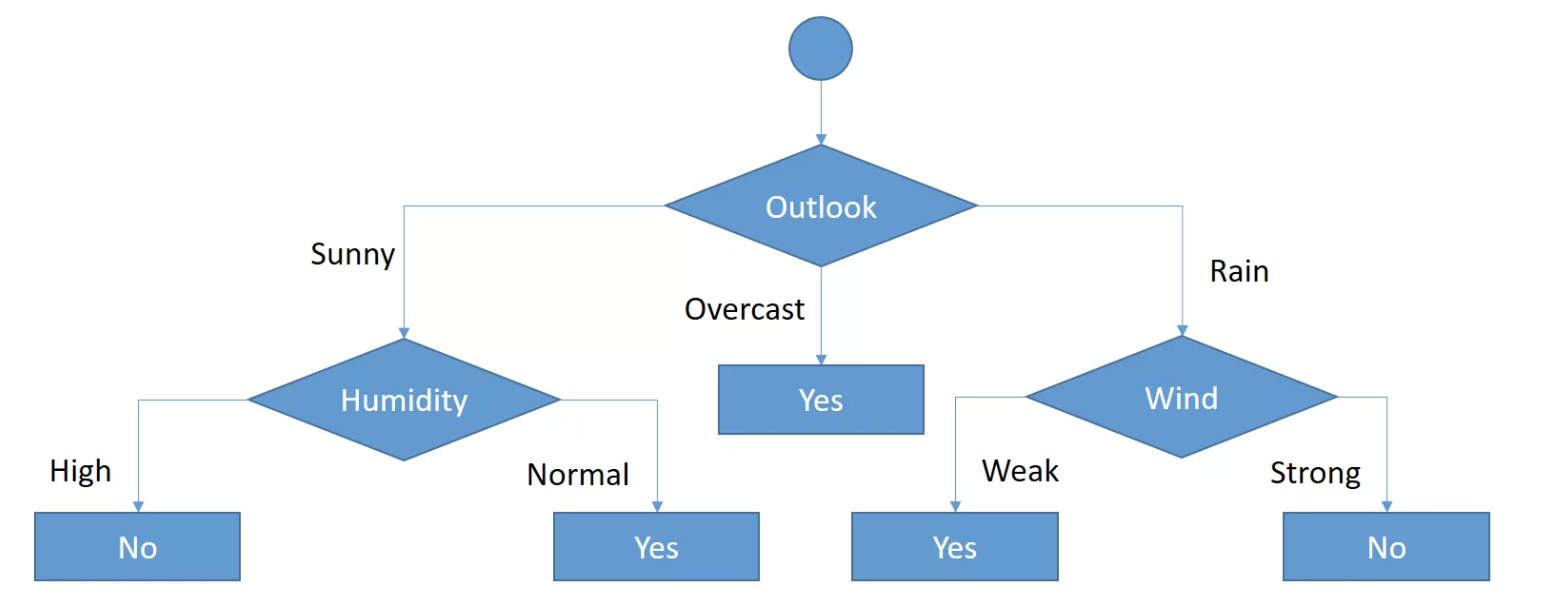 Outlook
Sunny
Overcast
Rain
Humidity
Yes
Wind
High
Normal
Weak
Strong
No
Yes
Yes
No